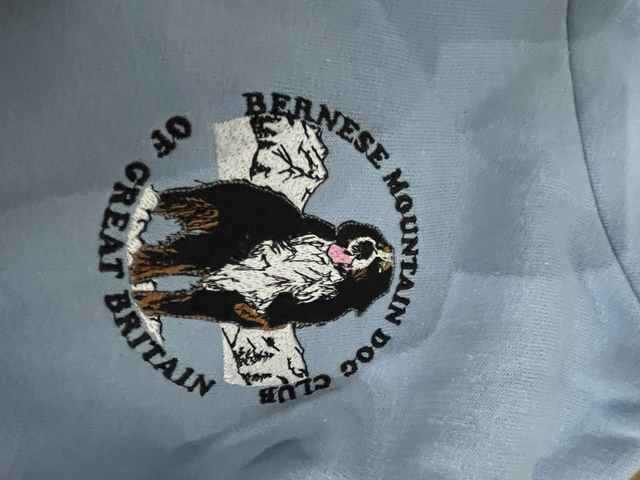 BERNESE MOUNTAIN DOG CLUB
OF GREAT BRITAIN